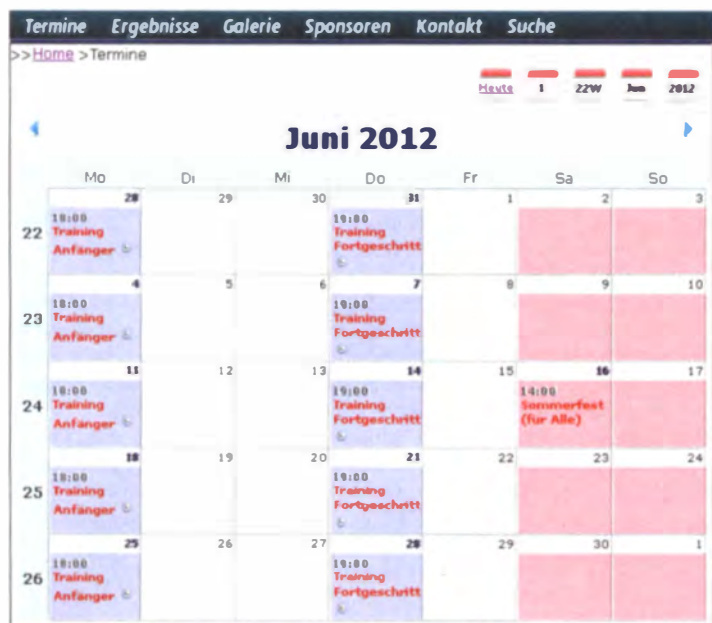 Termine Ergebnisse Galerie Sponsoren Kontakt Suche
>>Home >Termine
Heute 1 22W Jun 2012
Juni 2012
Mo Di Mi Do Fr Sa So
28 29 30 31 1 2 3
22
18:00 Training Anfänger
19:00 Training Fortgeschritt
4 5 6 7 8 9 10
23
18:00 Training Anfänger
19:00 Training Fortgeschritt
11 12 13 14 15 16 17
24
18:00 Training Anfänger
19:00 Training Fortgeschritt
14:00 Sommerfest (für Alle)
18 19 20 21 22 23 24
25
18:00 Training Anfänger
19:00 Training Fortgeschritt
25 26 27 28 29 30 1
26
18:00 Training Anfänger
19:00 Training Fortgeschritt